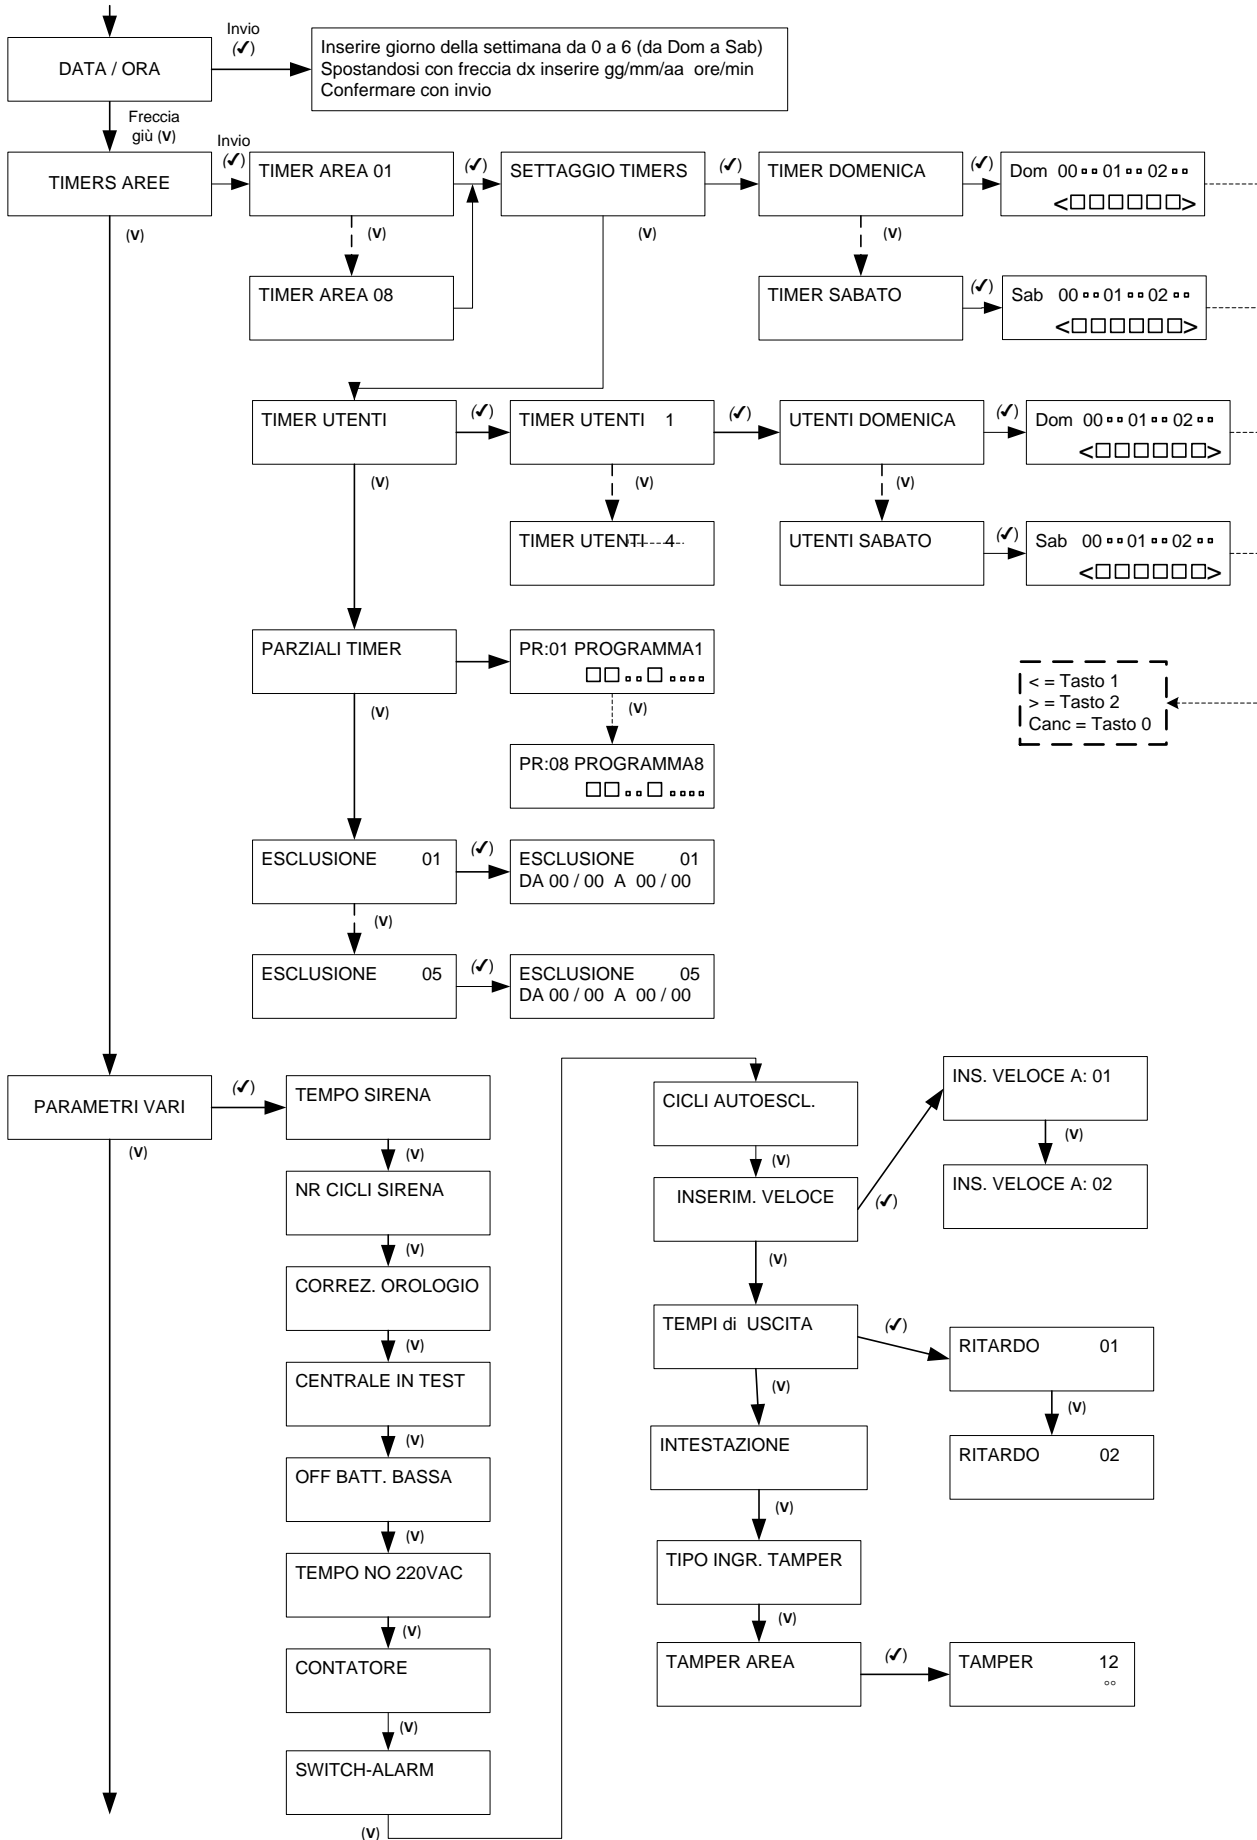 Invio
(✓)
DATA / ORA
Inserire giorno della settimana da 0 a 6 (da Dom a Sab)
Spostandosi con freccia dx inserire gg/mm/aa ore/min
Confermare con invio
Freccia
giù (V)
Invio
(✓)
TIMERS AREE
TIMER AREA 01
(✓)
SETTAGGIO TIMERS
(✓)
TIMER DOMENICA
(✓)
Dom 00 01 02
<□□□□□□>
(V)
(V)
(V)
(V)
TIMER AREA 08
TIMER SABATO
(✓)
Sab 00 01 02
<□□□□□□>
TIMER UTENTI
(✓)
TIMER UTENTI 1
(✓)
UTENTI DOMENICA
(✓)
Dom 00 01 02
<□□□□□□>
(V)
(V)
(V)
TIMER UTENTI 4
UTENTI SABATO
(✓)
Sab 00 01 02
<□□□□□□>
PARZIALI TIMER
PR:01 PROGRAMMA1
(V)
(V)
PR:08 PROGRAMMA8
< = Tasto 1
> = Tasto 2
Canc = Tasto 0
ESCLUSIONE 01
(✓)
ESCLUSIONE 01
DA 00 / 00 A 00 / 00
(V)
ESCLUSIONE 05
(✓)
ESCLUSIONE 05
DA 00 / 00 A 00 / 00
PARAMETRI VARI
(✓)
(V)
TEMPO SIRENA
(V)
NR CICLI SIRENA
(V)
CORREZ. OROLOGIO
(V)
CENTRALE IN TEST
(V)
OFF BATT. BASSA
(V)
TEMPO NO 220VAC
(V)
CONTATORE
(V)
SWITCH-ALARM
(V)
CICLI AUTOESCL.
(V)
INSERIM. VELOCE
(✓)
INS. VELOCE A: 01
(V)
INS. VELOCE A: 02
(V)
TEMPI di USCITA
(✓)
RITARDO 01
(V)
RITARDO 02
(V)
INTESTAZIONE
(V)
TIPO INGR. TAMPER
(V)
TAMPER AREA
(✓)
TAMPER 12
°°